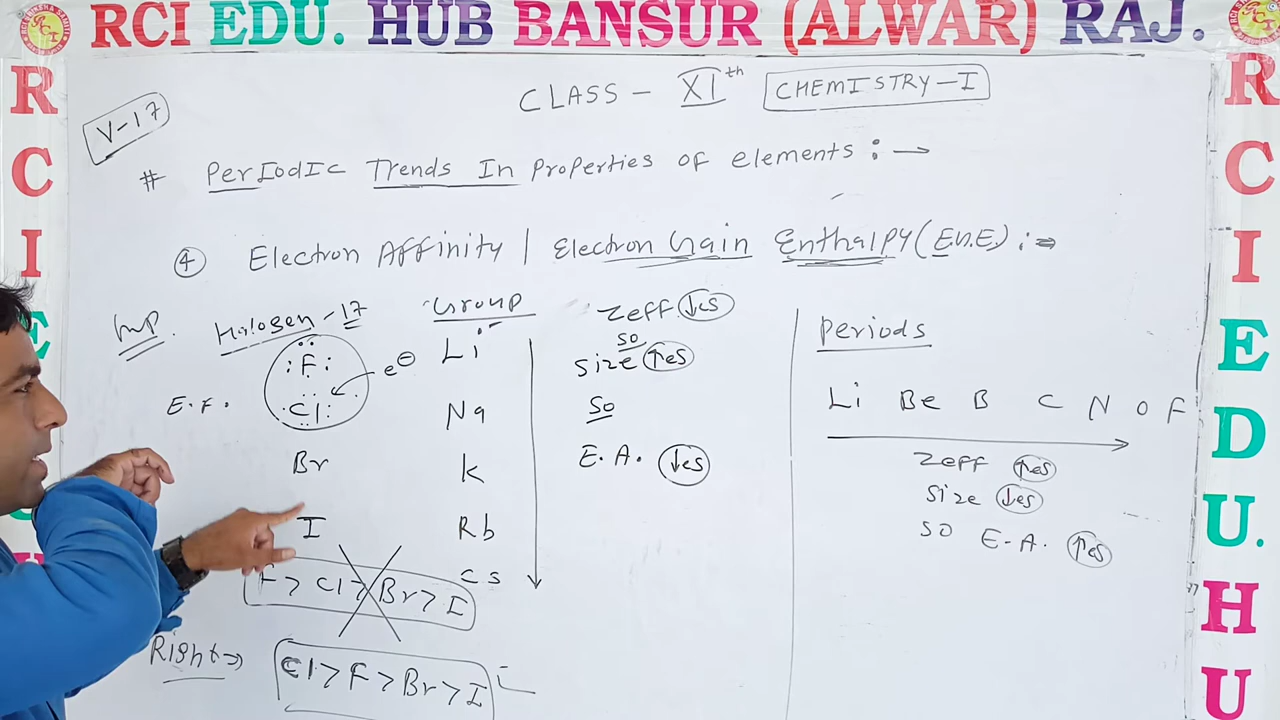 RCI EDU. HUB BANSUR (ALWAR) RAJ.
R
C
I
E
R
C
I
E
D
U.
H
U
V-17
CLASS - XIth CHEMISTRY-I
# PerIodIc Trends In Properties of elements :→
④ Electron Affinity | Electron Gain Enthalpy (E.G.E) :⇒
Imp. Halogen-17
F
e⊖
E.F.
Cl
Br
I
F > Cl > Br > I
Right⇒ Cl > F > Br > I
Group
Li
Na
K
Rb
Cs
Zeff ↓es
so
Size ↑es
So
E.A. ↓es
Periods
Li Be B C N O F
Zeff ↑es
Size ↓es
so E.A. ↑es